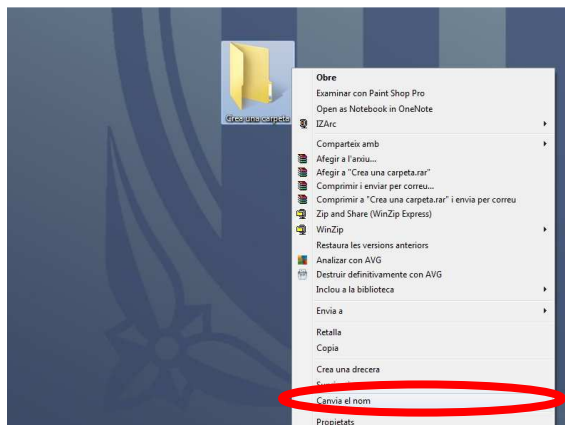 Crea una carpeta
Obre
Examinar con Paint Shop Pro
Open as Notebook in OneNote
IZArc
Comparteix amb
Afegir a l'arxiu...
Afegir a "Crea una carpeta.rar"
Comprimir i enviar per correu...
Comprimir a "Crea una carpeta.rar" i envia per correu
Zip and Share (WinZip Express)
WinZip
Restaura les versions anteriors
Analizar con AVG
Destruir definitivamente con AVG
Inclou a la biblioteca
Envia a
Retalla
Copia
Crea una drecera
Canvia el nom
Propietats